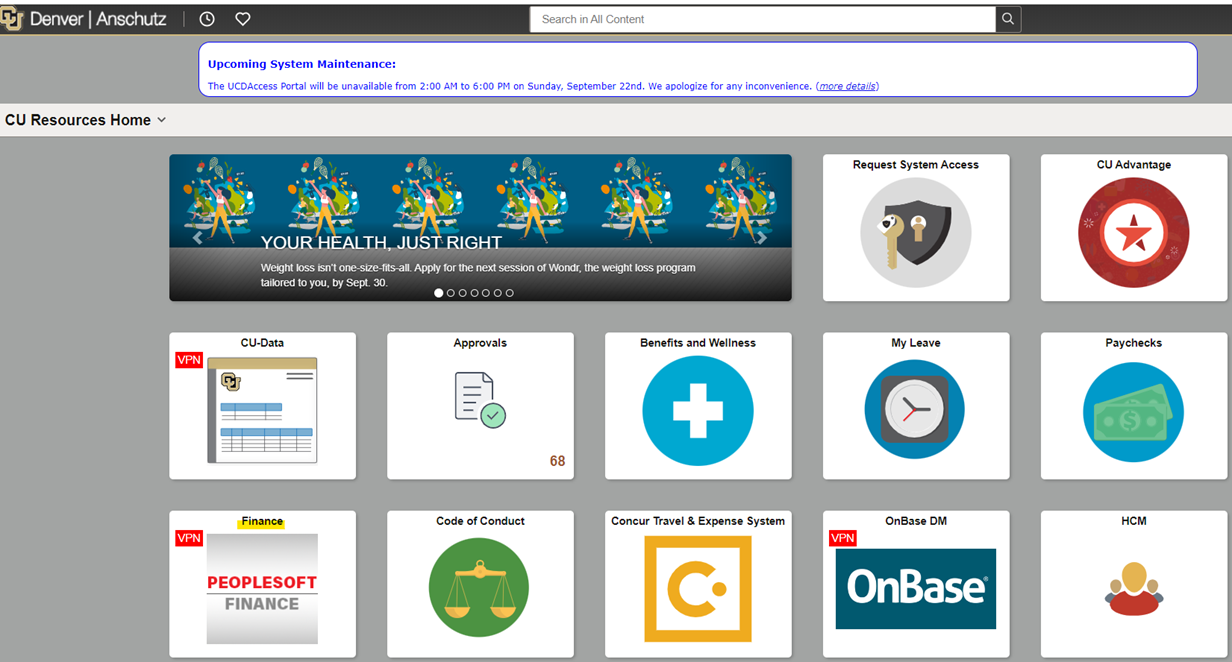 CU Denver | Anschutz
Search in All Content
Upcoming System Maintenance:
The UCDAccess Portal will be unavailable from 2:00 AM to 6:00 PM on Sunday, September 22nd. We apologize for any inconvenience. (more details)
CU Resources Home
YOUR HEALTH, JUST RIGHT
Weight loss isn't one-size-fits-all. Apply for the next session of Wondr, the weight loss program
tailored to you, by Sept. 30.
Request System Access
CU Advantage
CU-Data
VPN
CU
Approvals
68
Benefits and Wellness
My Leave
Paychecks
Finance
VPN
PEOPLESOFT
FINANCE
Code of Conduct
Concur Travel & Expense System
OnBase DM
VPN
OnBase®
HCM